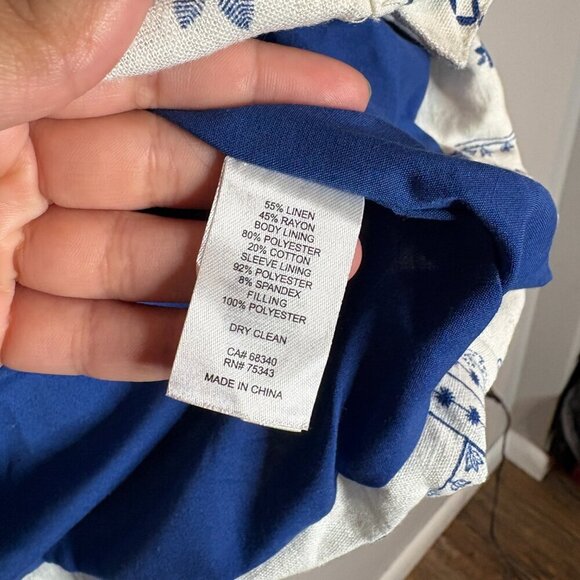 55% LINEN
45% RAYON
BODY LINING
80% POLYESTER
20% COTTON
SLEEVE LINING
92% POLYESTER
8% SPANDEX
FILLING
100% POLYESTER
DRY CLEAN
CA# 68340
RN# 75343
MADE IN CHINA